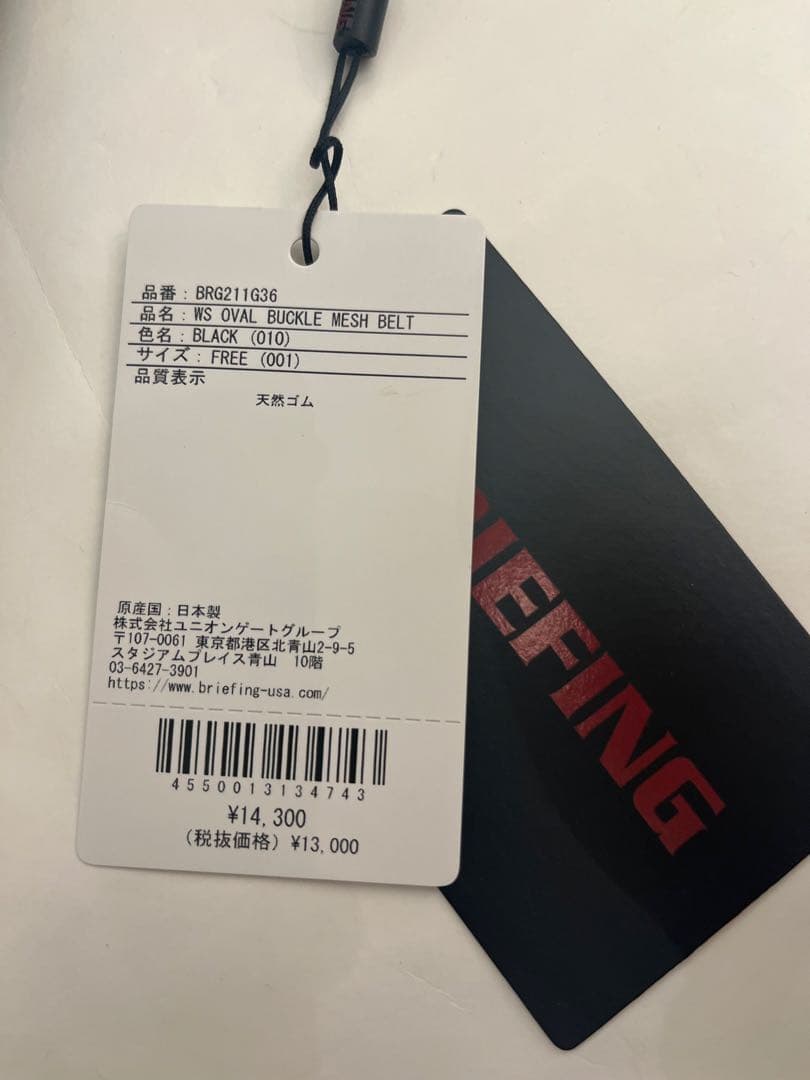 品番：BRG211G36
品名：WS OVAL BUCKLE MESH BELT
色名：BLACK (010)
サイズ：FREE (001)
品質表示
天然ゴム
原産国：日本製
株式会社ユニオンゲートグループ
〒107-0061 東京都港区北青山2-9-5
スタジアムプレイス青山 10階
03-6427-3901
https://www.briefing-usa.com/
4550013134743
¥14,300
(税抜価格) ¥13,000
RIEFING